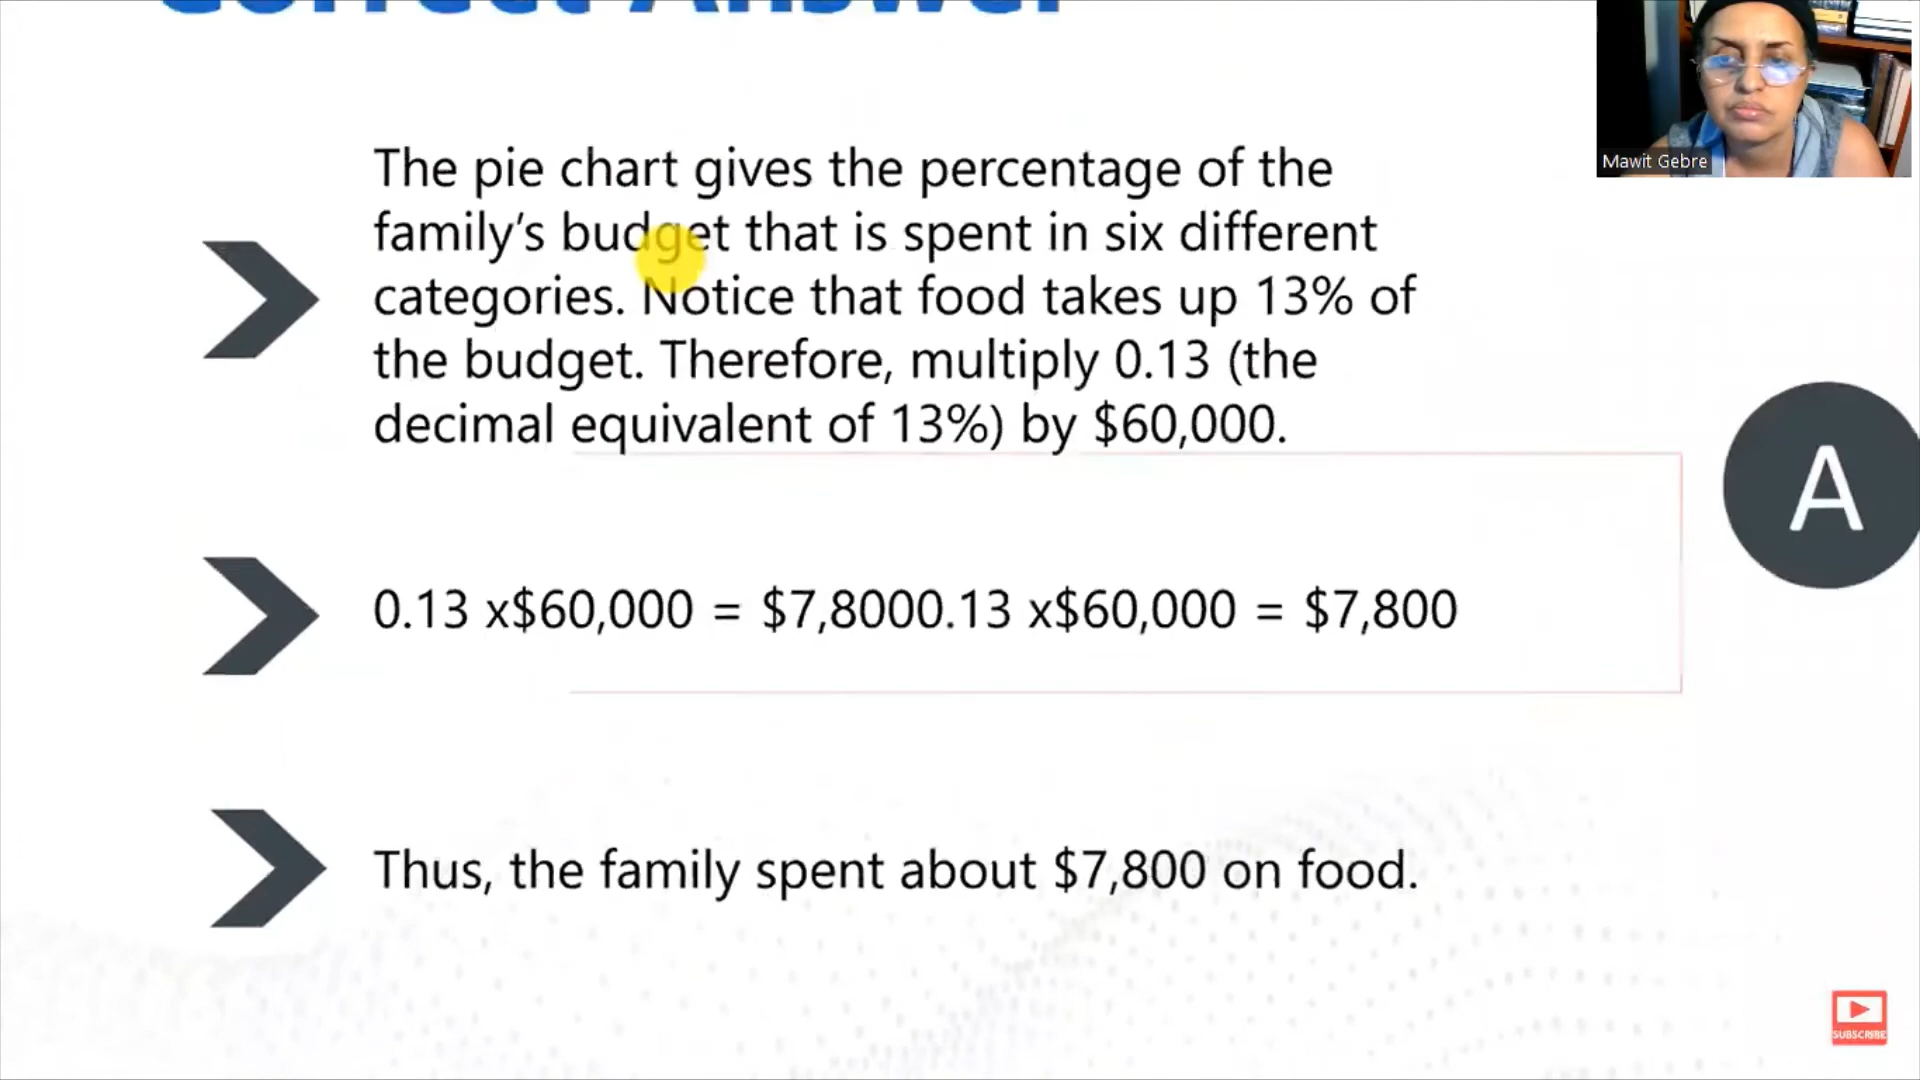 Correct Answer
Mawit Gebre
The pie chart gives the percentage of the
family’s budget that is spent in six different
categories. Notice that food takes up 13% of
the budget. Therefore, multiply 0.13 (the
decimal equivalent of 13%) by $60,000.
A
0.13 x$60,000 = $7,8000.13 x$60,000 = $7,800
Thus, the family spent about $7,800 on food.
SUBSCRIBE